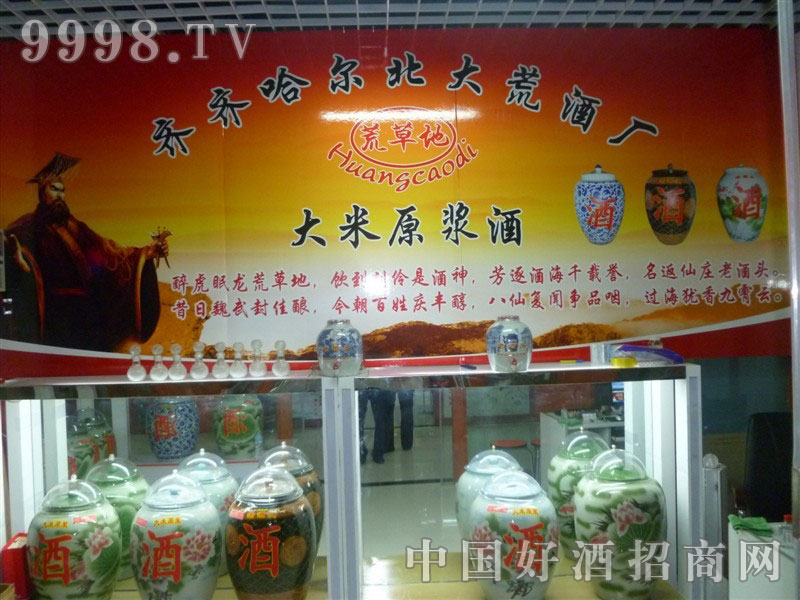 9998.TV
齐齐哈尔北大荒酒厂
荒草地
Huangcaodi
大米原浆酒
酒 酒 酒
醉虎眠龙荒草地，饮到刘伶是酒神，芳逐酒海千载誉，名返仙庄老酒头。
昔日魏武封佳酿，今朝百姓庆丰醇，八仙复闻争品咽，过海犹香九霄云。
酒 酒 酒 酒
中国好酒招商网